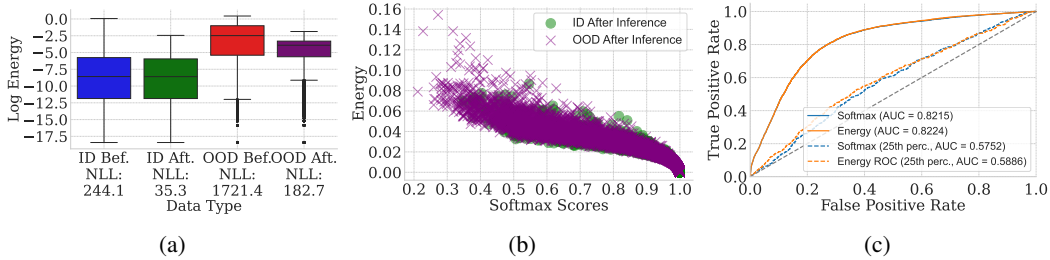 Log Energy
0.0
−2.5
−5.0
−7.5
−10.0
−12.5
−15.0
−17.5
ID Bef. ID Aft. OOD Bef. OOD Aft.
NLL: NLL: NLL: NLL:
244.1 35.3 1721.4 182.7
Data Type
(a)
Energy
0.16
0.14
0.12
0.10
0.08
0.06
0.04
0.02
0.00
ID After Inference
OOD After Inference
0.2 0.3 0.4 0.5 0.6 0.7 0.8 0.9 1.0
Softmax Scores
(b)
True Positive Rate
1.0
0.8
0.6
0.4
0.2
0.0
Softmax (AUC = 0.8215)
Energy (AUC = 0.8224)
Softmax (25th perc., AUC = 0.5752)
Energy ROC (25th perc., AUC = 0.5886)
0.0 0.2 0.4 0.6 0.8 1.0
False Positive Rate
(c)